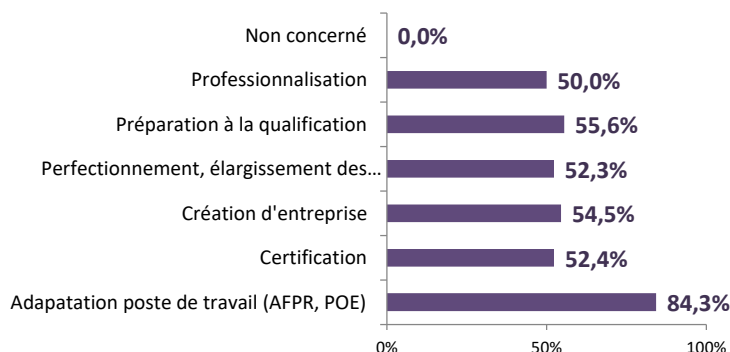 Non concerné 0,0%
Professionnalisation 50,0%
Préparation à la qualification 55,6%
Perfectionnement, élargissement des… 52,3%
Création d'entreprise 54,5%
Certification 52,4%
Adapatation poste de travail (AFPR, POE) 84,3%
0% 50% 100%